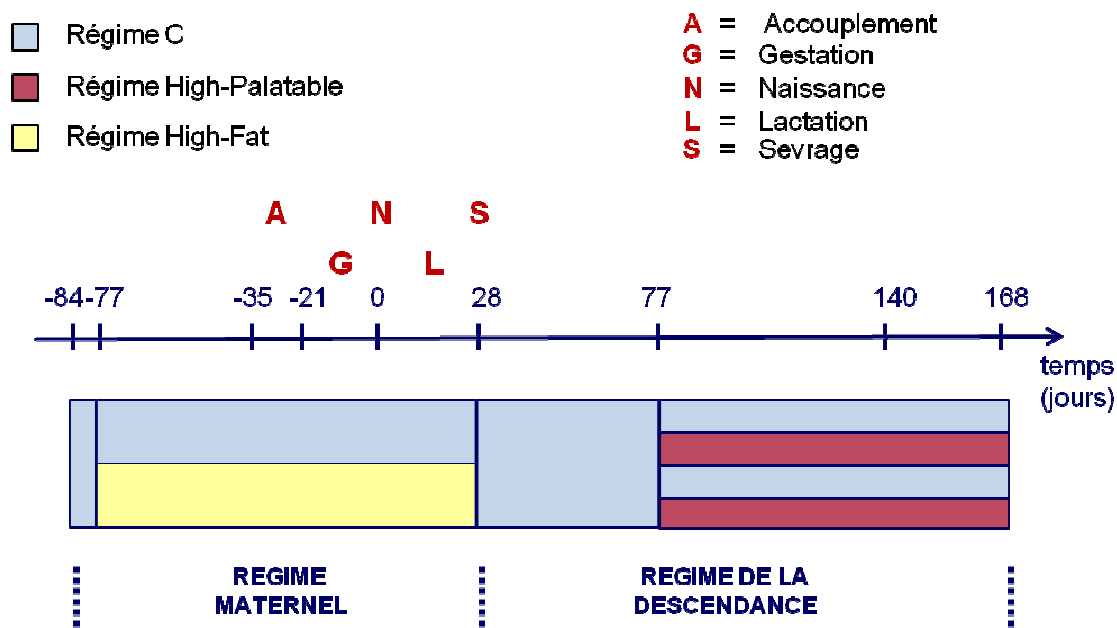 Régime C
Régime High-Palatable
Régime High-Fat
A = Accouplement
G = Gestation
N = Naissance
L = Lactation
S = Sevrage
A N S
G L
-84 -77 -35 -21 0 28 77 140 168
temps
(jours)
REGIME
MATERNEL
REGIME DE LA
DESCENDANCE